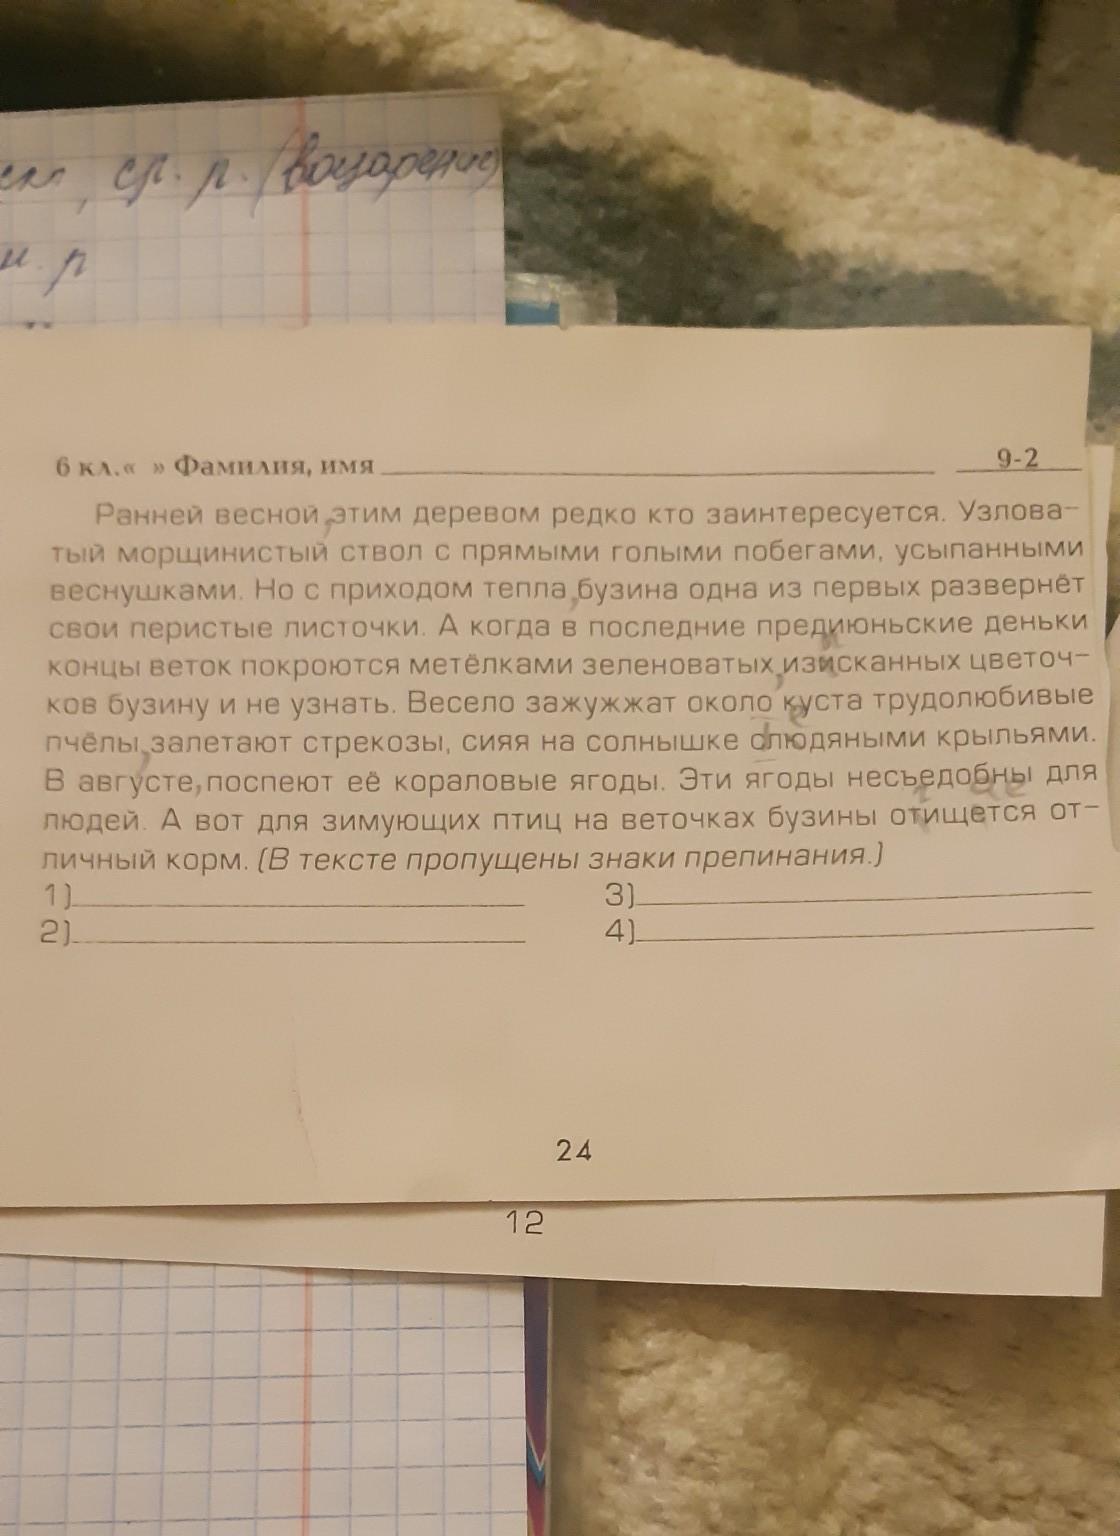 ср. р. (воцарение)
н. р
6 кл.« » Фамилия, имя 9-2
Ранней весной, этим деревом редко кто заинтересуется. Узлова-
тый морщинистый ствол с прямыми голыми побегами, усыпанными
веснушками. Но с приходом тепла, бузина одна из первых развернёт
свои перистые листочки. А когда в последние предиюньские деньки
концы веток покроются метёлками зеленоватых, изисканных цветоч-
ков бузину и не узнать. Весело зажужжат около куста трудолюбивые
пчёлы, залетают стрекозы, сияя на солнышке слюдяными крыльями.
В августе, поспеют её кораловые ягоды. Эти ягоды несъедобны для
людей. А вот для зимующих птиц на веточках бузины отищется от-
личный корм. (В тексте пропущены знаки препинания.)
1) 3)
2) 4)
24
12